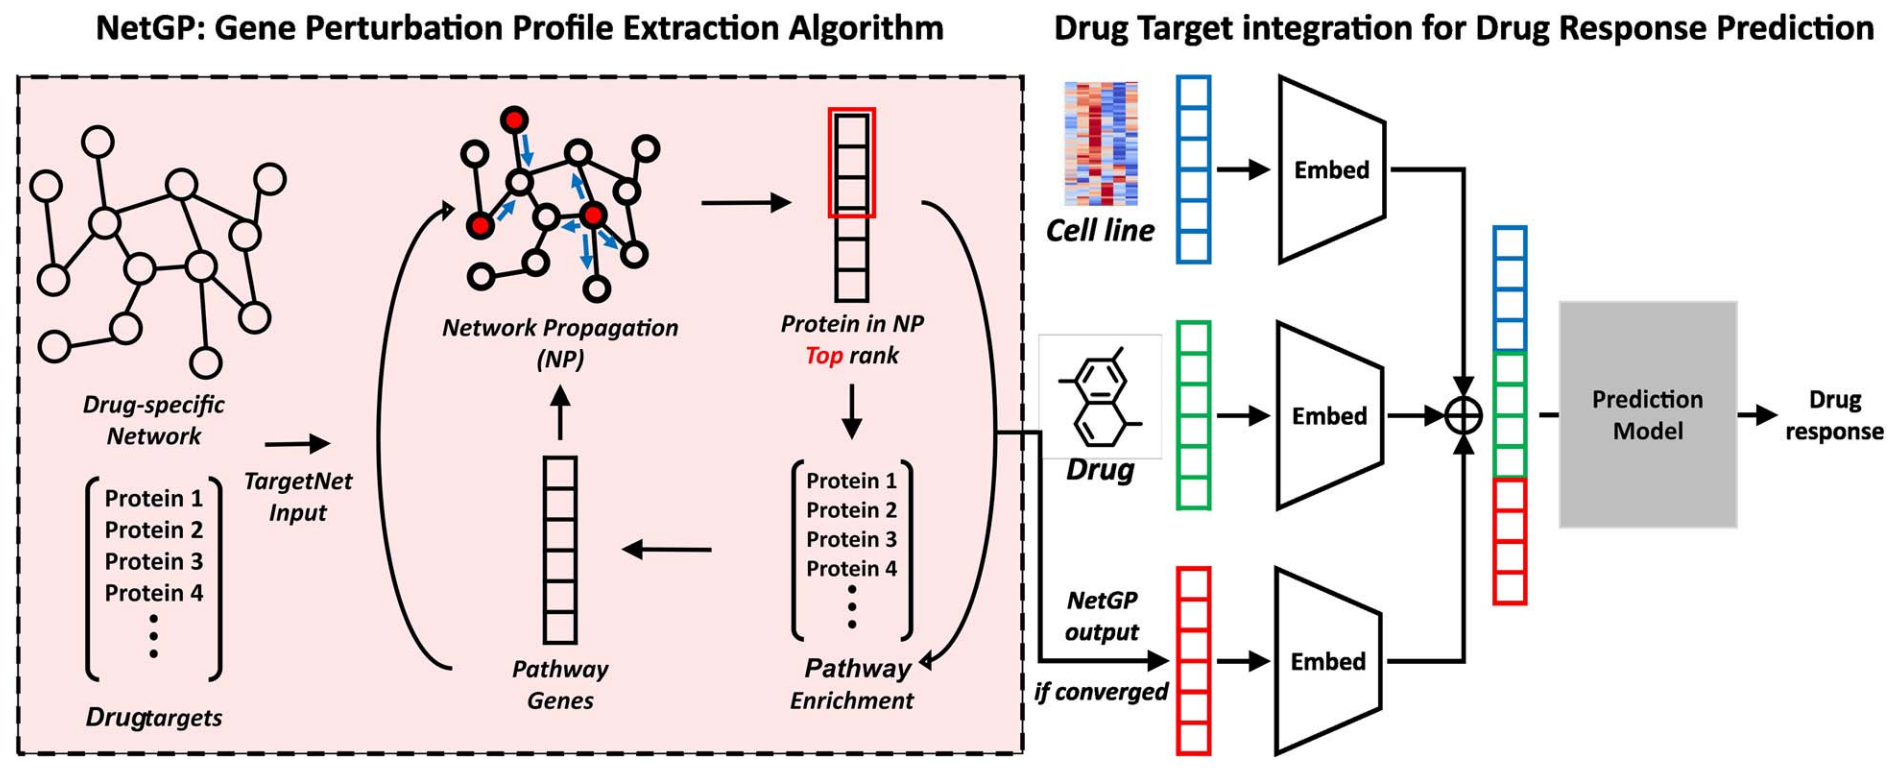 NetGP: Gene Perturbation Profile Extraction Algorithm
Drug-specific
Network
Protein 1
Protein 2
Protein 3
Protein 4
Drugtargets
TargetNet
Input
Network Propagation
(NP)
Protein in NP
Top rank
Protein 1
Protein 2
Protein 3
Protein 4
Pathway
Enrichment
Pathway
Genes
Drug Target integration for Drug Response Prediction
Cell line
Embed
Drug
Embed
NetGP
output
if converged
Embed
Prediction
Model
Drug
response